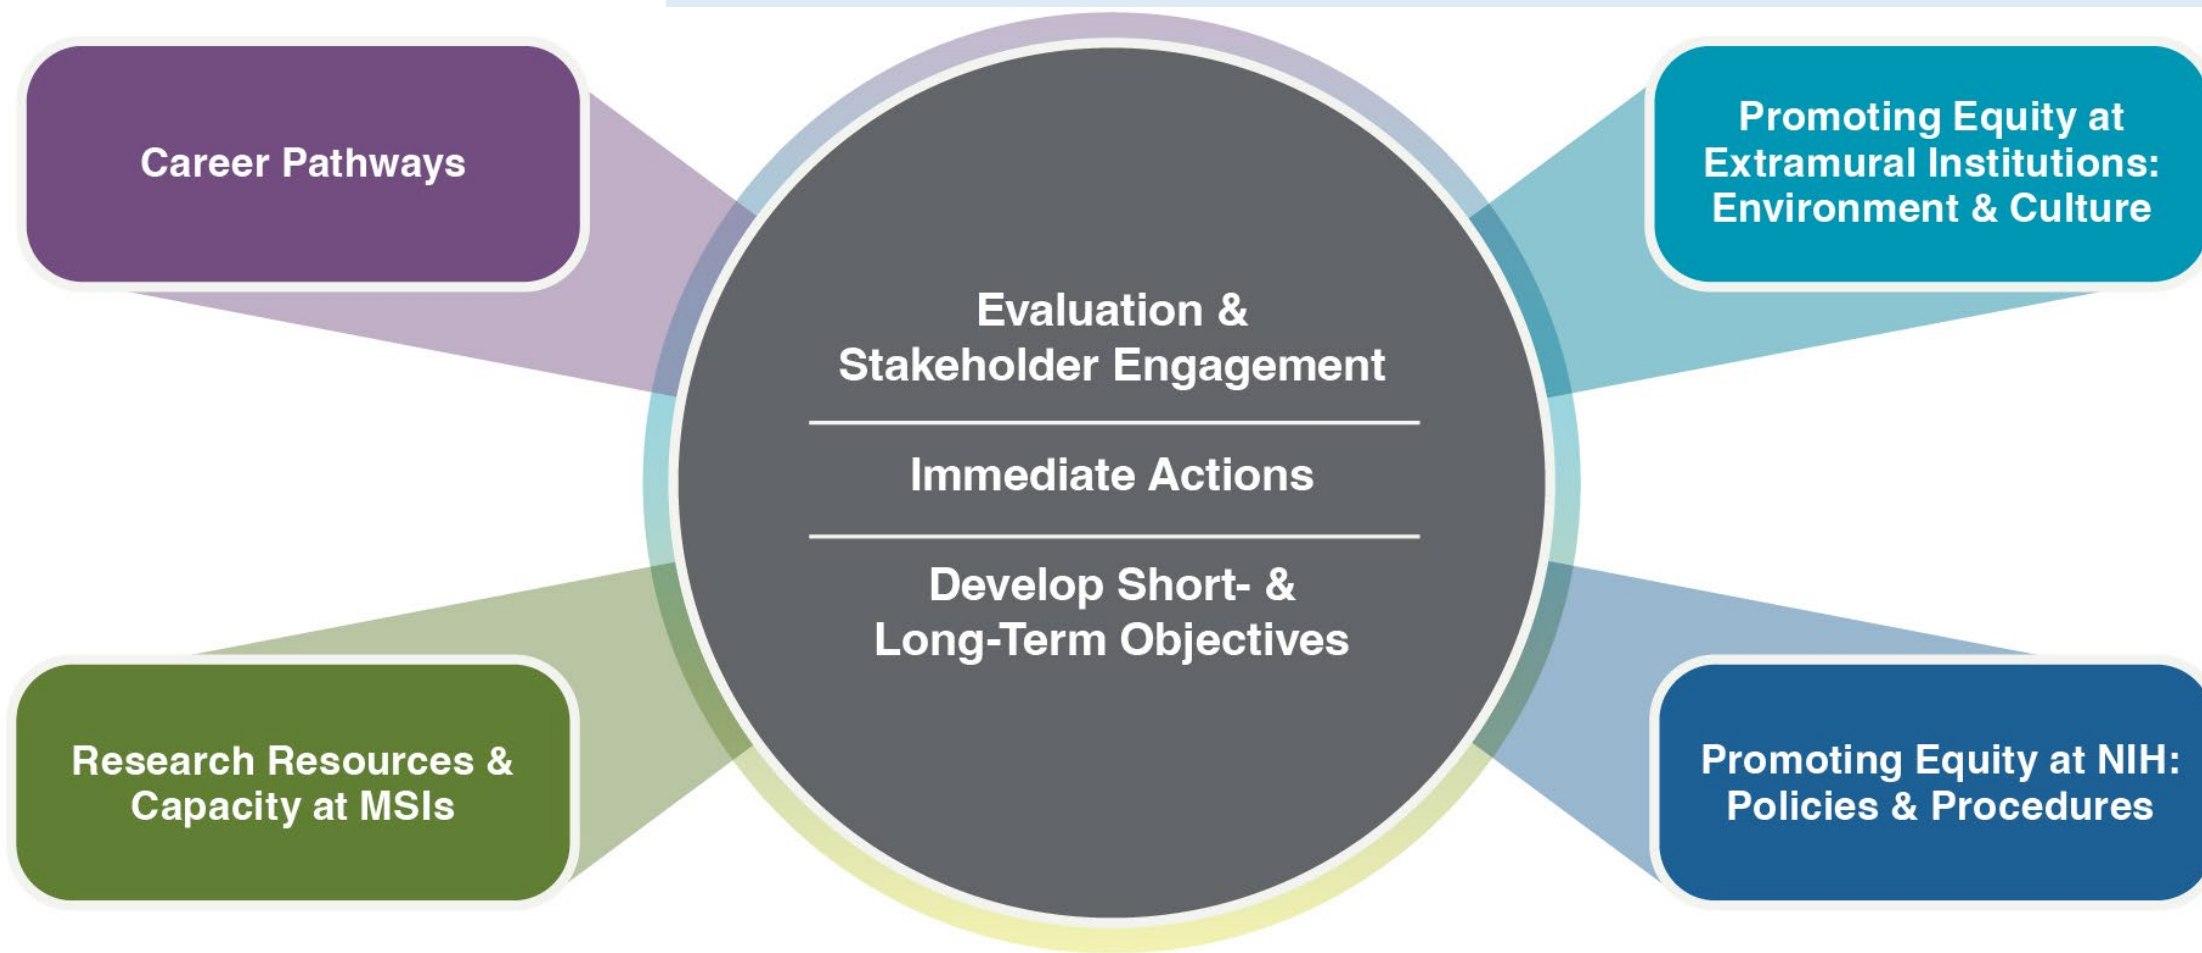 Career Pathways
Promoting Equity at
Extramural Institutions:
Environment & Culture
Evaluation &
Stakeholder Engagement
Immediate Actions
Develop Short- &
Long-Term Objectives
Research Resources &
Capacity at MSIs
Promoting Equity at NIH:
Policies & Procedures